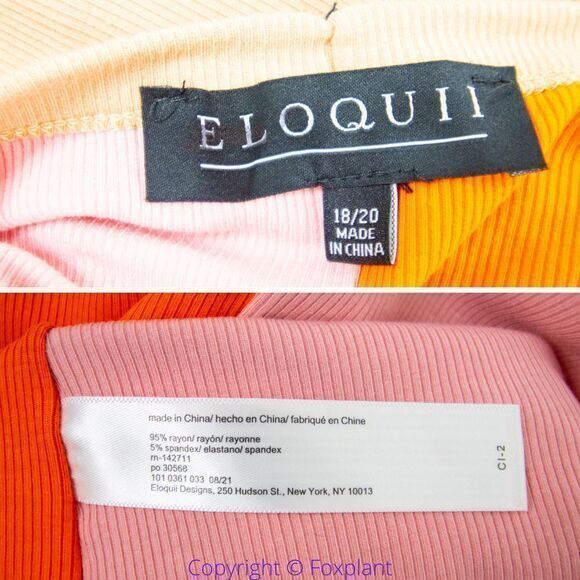 ELOQUII
18/20
MADE
IN CHINA
made in China/ hecho en China/ fabriqué en Chine
95% rayon/ rayón/ rayonne
5% spandex/ elastano/ spandex
rn-142711
po 30568
101 0361 033 08/21
Eloquii Designs, 250 Hudson St., New York, NY 10013
CI-2
Copyright © Foxplant